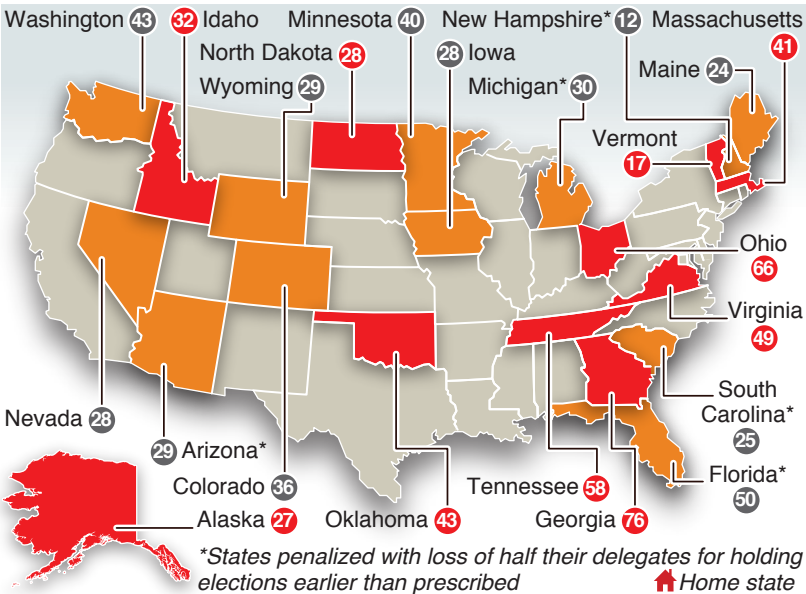 Washington 43
32 Idaho
Minnesota 40
New Hampshire* 12
Massachusetts
41
North Dakota 28
28 Iowa
Maine 24
Wyoming 29
Michigan* 30
Vermont
17
Ohio
66
Virginia
49
South
Carolina*
25
Nevada 28
29 Arizona*
Florida*
50
Colorado 36
Tennessee 58
Alaska 27
Oklahoma 43
Georgia 76
*States penalized with loss of half their delegates for holding
elections earlier than prescribed
Home state